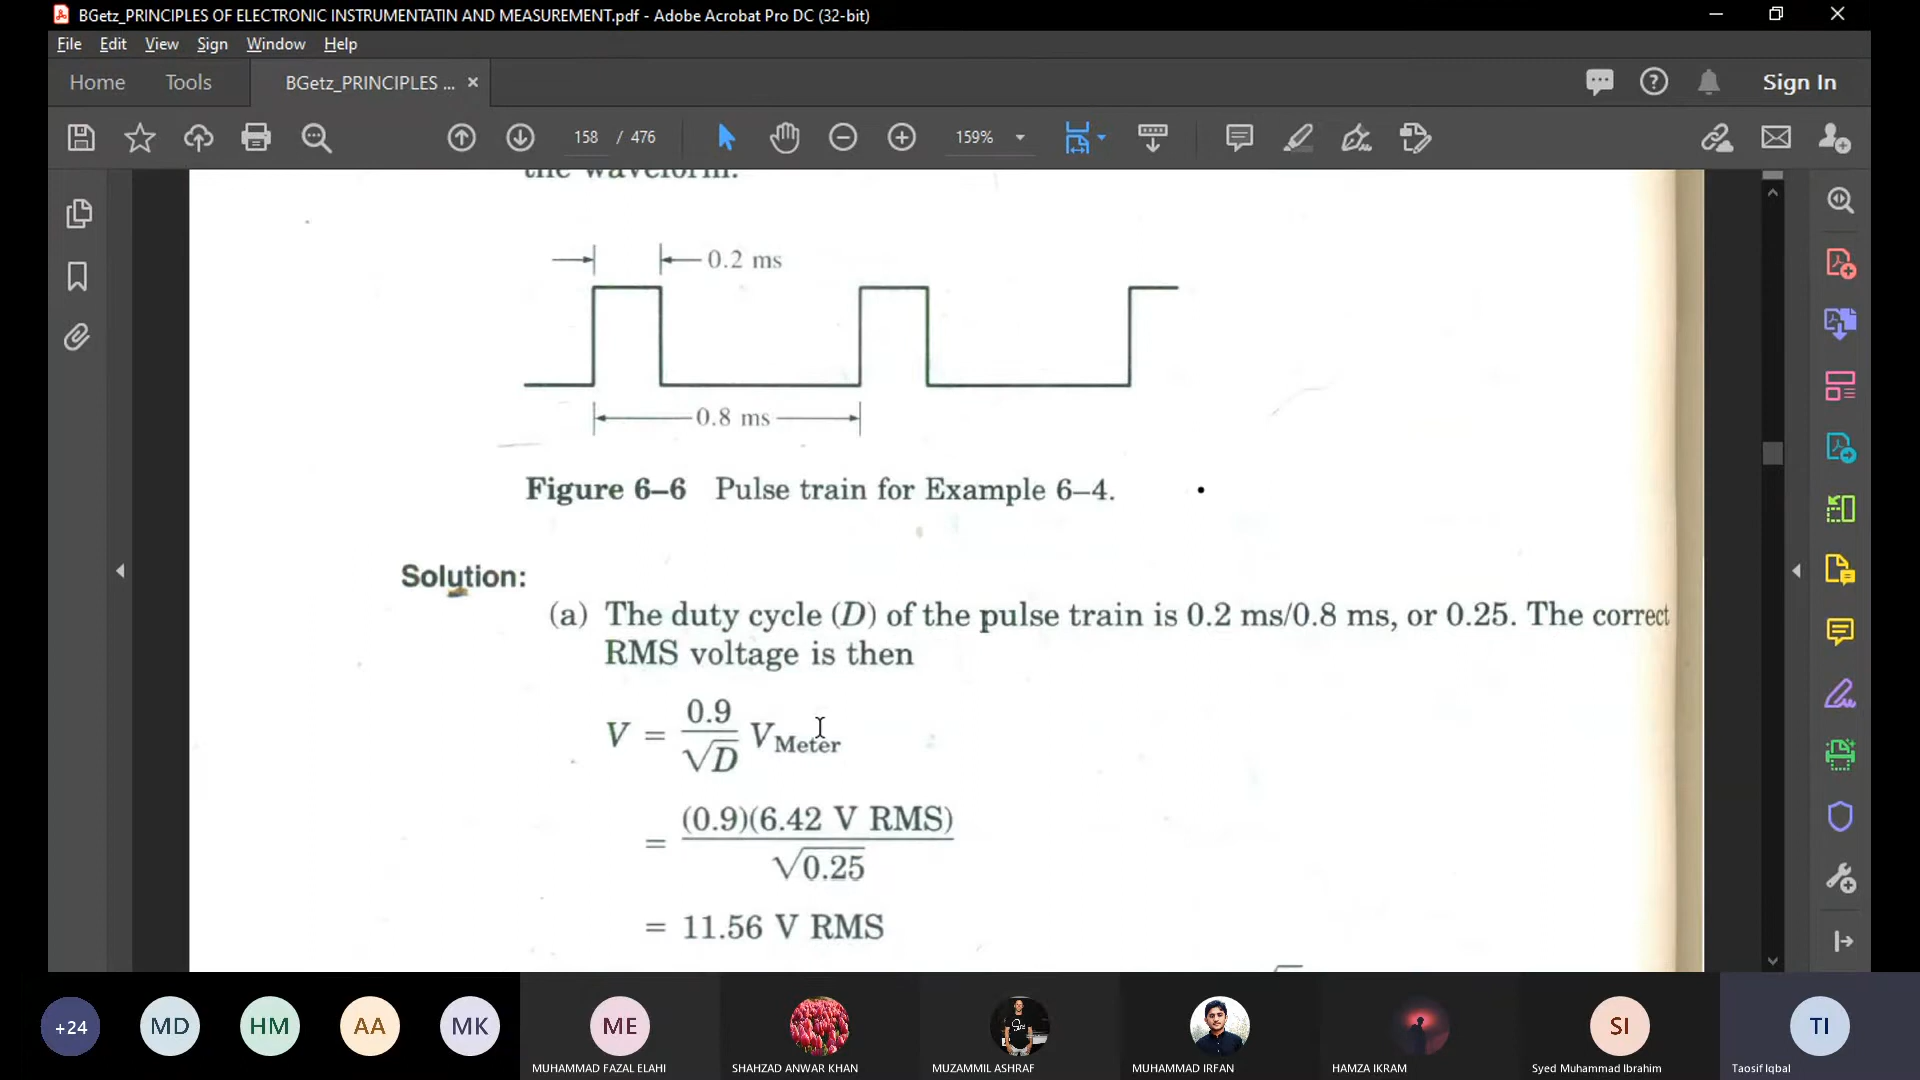 BGetz_PRINCIPLES OF ELECTRONIC INSTRUMENTATIN AND MEASUREMENT.pdf - Adobe Acrobat Pro DC (32-bit)
File Edit View Sign Window Help
Home Tools BGetz_PRINCIPLES ... × Sign In
158 / 476 159%
the waveform.
0.2 ms
0.8 ms
Figure 6–6 Pulse train for Example 6–4.
Solution:
(a) The duty cycle (D) of the pulse train is 0.2 ms/0.8 ms, or 0.25. The correct
RMS voltage is then
V = 0.9/√D V Meter
= (0.9)(6.42 V RMS)/√0.25
= 11.56 V RMS
+24 MD HM AA MK ME SI TI
MUHAMMAD FAZAL ELAHI SHAHZAD ANWAR KHAN MUZAMMIL ASHRAF MUHAMMAD IRFAN HAMZA IKRAM Syed Muhammad Ibrahim Taosif Iqbal